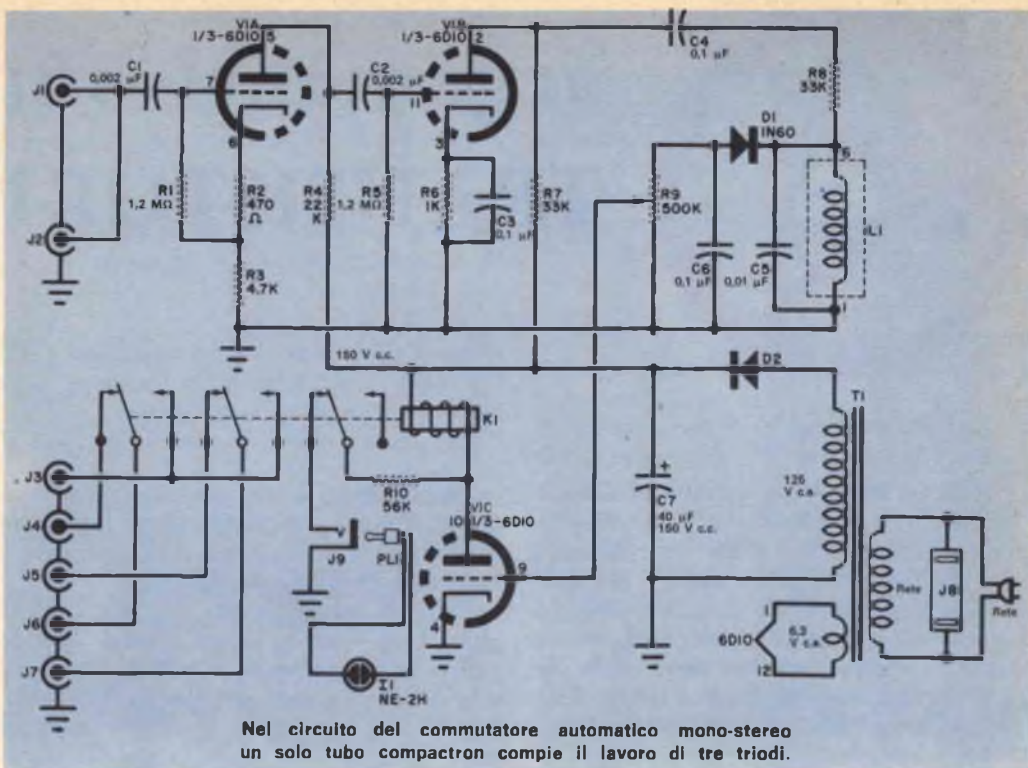 V1A
1/3-6D10 5
V1B
1/3-6D10 2
C4
0,1 µF
J1
0,002 µF
C1
7
C2
0,002 µF
11
R8
33K
D1
1N60
6
3
6
R1
1,2 MΩ
R2
470
Ω
R4
22
K
R5
1,2 MΩ
R6
1K
C3
0,1 µF
R7
33K
R9
500K
L1
J2
R3
4,7K
C6
0,1 µF
C5
0,01 µF
1
150 V c.c.
D2
T1
K1
J3
R10
56K
C7
+
40 µF
150 V c.c.
125
V c.a.
J4
V1C
10 1/3-6D10
J9
PL1
9
J5
Rete
J8
Rete
J6
4
1
6D10
6,3
V c.a.
12
J7
I1
NE-2H
Nel circuito del commutatore automatico mono-stereo
un solo tubo compactron compie il lavoro di tre triodi.